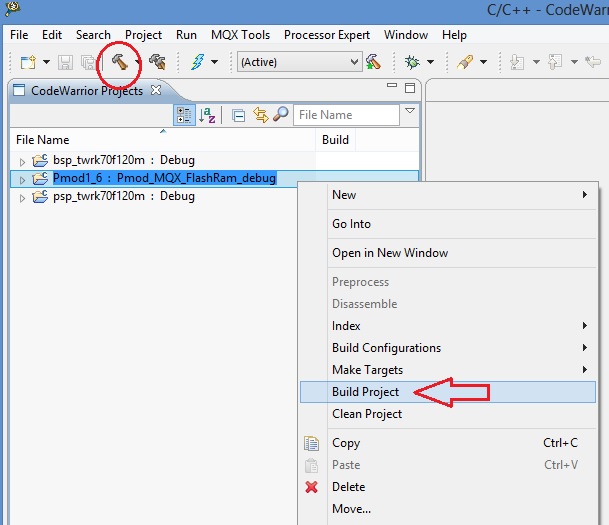 C/C++ - CodeWarrio
File Edit Search Project Run MQX Tools Processor Expert Window Help
(Active)
CodeWarrior Projects
File Name
File Name Build
bsp_twrk70f120m : Debug
Pmod1_6 : Pmod_MQX_FlashRam_debug
psp_twrk70f120m : Debug
New
Go Into
Open in New Window
Preprocess
Disassemble
Index
Build Configurations
Make Targets
Build Project
Clean Project
Copy Ctrl+C
Paste Ctrl+V
Delete
Move...